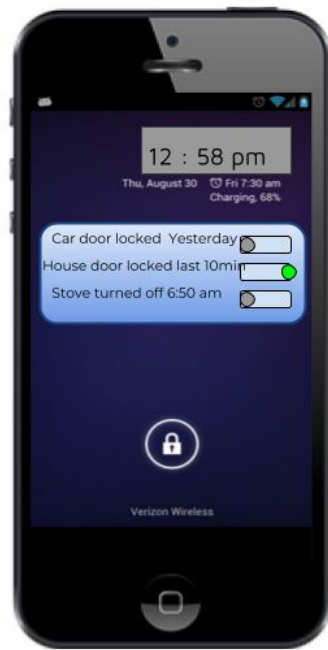 12 : 58 pm
Thu, August 30 Fri 7:30 am
Charging, 68%
Car door locked Yesterday
House door locked last 10min
Stove turned off 6:50 am
Verizon Wireless